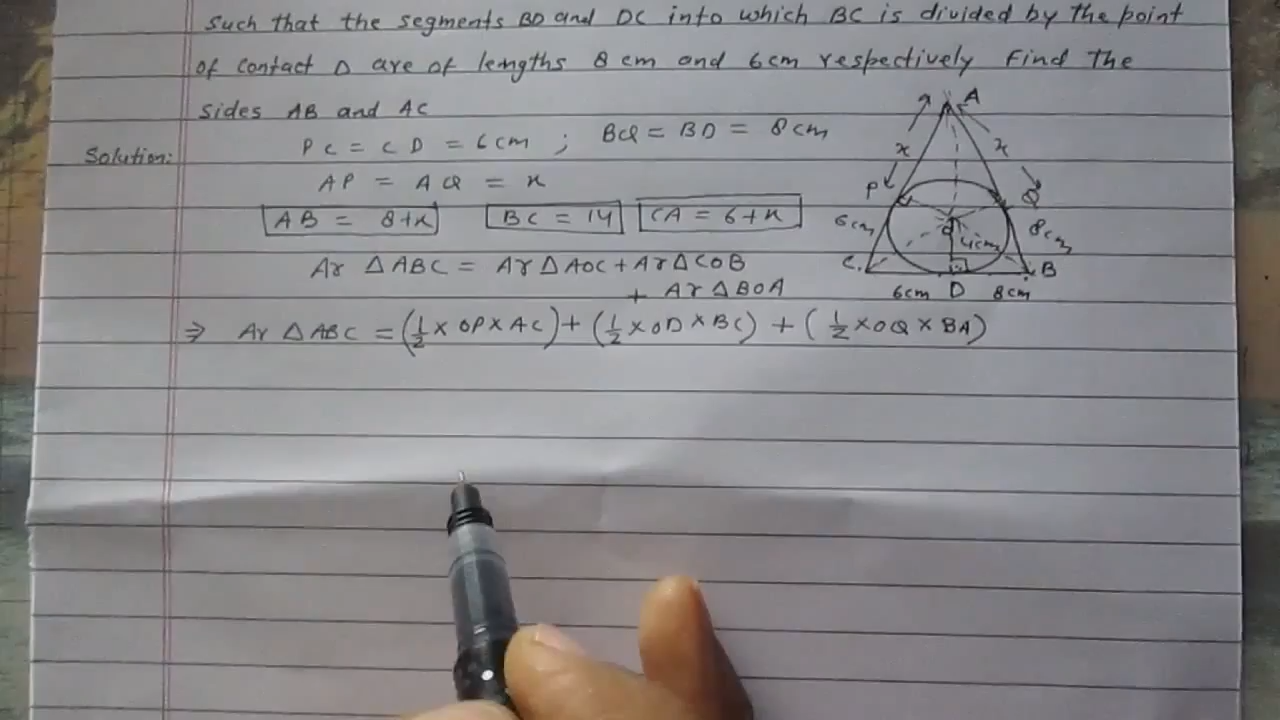 such that the segments BD and DC into which BC is divided by the point
of contact D are of lengths 8 cm and 6cm respectively Find the
sides AB and AC
Solution:
PC = CD = 6cm ; BQ = BD = 8cm
AP = AQ = x
AB = 8+x BC = 14 CA = 6+x
Ar △ABC = Ar△AOC + Ar△COB
+ Ar△BOA
⇒ Ar △ABC = (1/2 × OP × AC) + (1/2 × OD × BC) + (1/2 × OQ × BA)
A
x x
P Q
6cm O 4cm 8cm
C B
6cm D 8cm